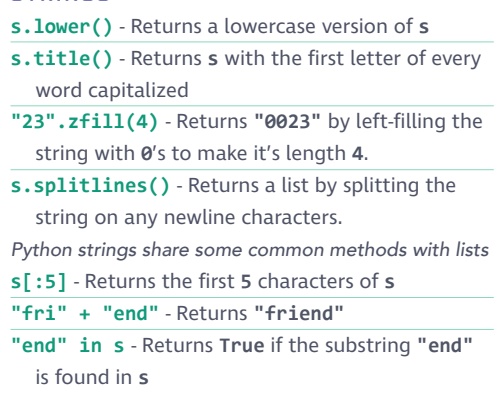 s.lower() - Returns a lowercase version of s
s.title() - Returns s with the first letter of every
word capitalized
"23".zfill(4) - Returns "0023" by left-filling the
string with 0's to make it's length 4.
s.splitlines() - Returns a list by splitting the
string on any newline characters.
Python strings share some common methods with lists
s[:5] - Returns the first 5 characters of s
"fri" + "end" - Returns "friend"
"end" in s - Returns True if the substring "end"
is found in s